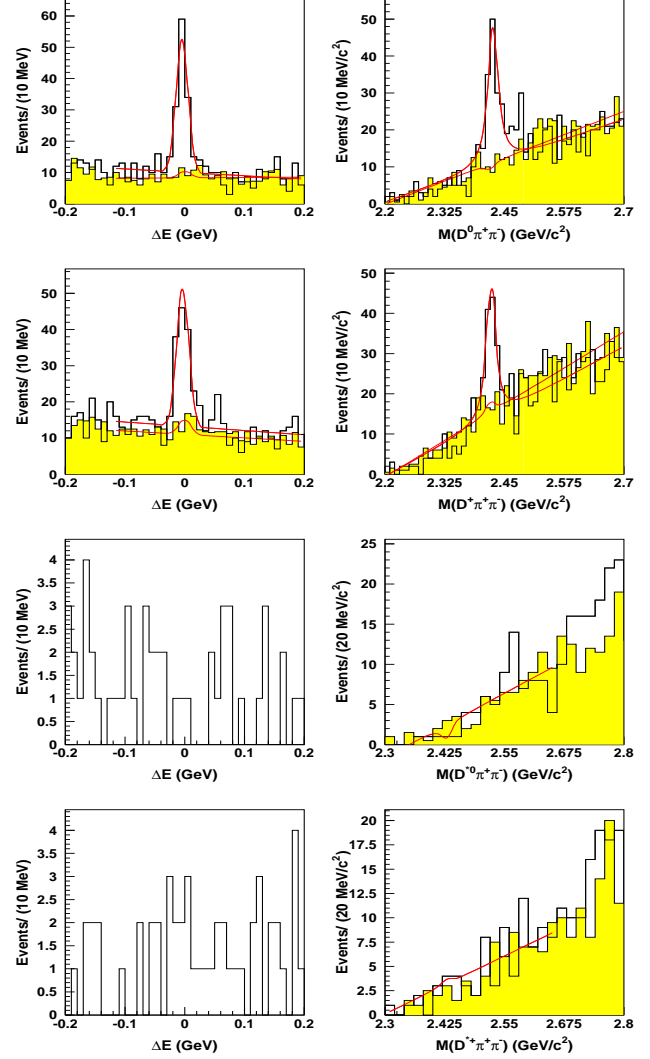 Events/ (10 MeV)
60
50
40
30
20
10
0
-0.2 -0.1 0 0.1 0.2
ΔE (GeV)
Events/ (10 MeV/c²)
50
40
30
20
10
0
2.2 2.325 2.45 2.575 2.7
M(D⁰π⁺π⁻) (GeV/c²)
Events/ (10 MeV)
50
40
30
20
10
0
-0.2 -0.1 0 0.1 0.2
ΔE (GeV)
Events/ (10 MeV/c²)
50
40
30
20
10
0
2.2 2.325 2.45 2.575 2.7
M(D⁺π⁺π⁻) (GeV/c²)
Events/ (10 MeV)
4
3.5
3
2.5
2
1.5
1
0.5
0
-0.2 -0.1 0 0.1 0.2
ΔE (GeV)
Events/ (20 MeV/c²)
25
20
15
10
5
0
2.3 2.425 2.55 2.675 2.8
M(D*⁰π⁺π⁻) (GeV/c²)
Events/ (10 MeV)
4
3.5
3
2.5
2
1.5
1
0.5
0
-0.2 -0.1 0 0.1 0.2
ΔE (GeV)
Events/ (20 MeV/c²)
20
17.5
15
12.5
10
7.5
5
2.5
0
2.3 2.425 2.55 2.675 2.8
M(D*⁺π⁺π⁻) (GeV/c²)